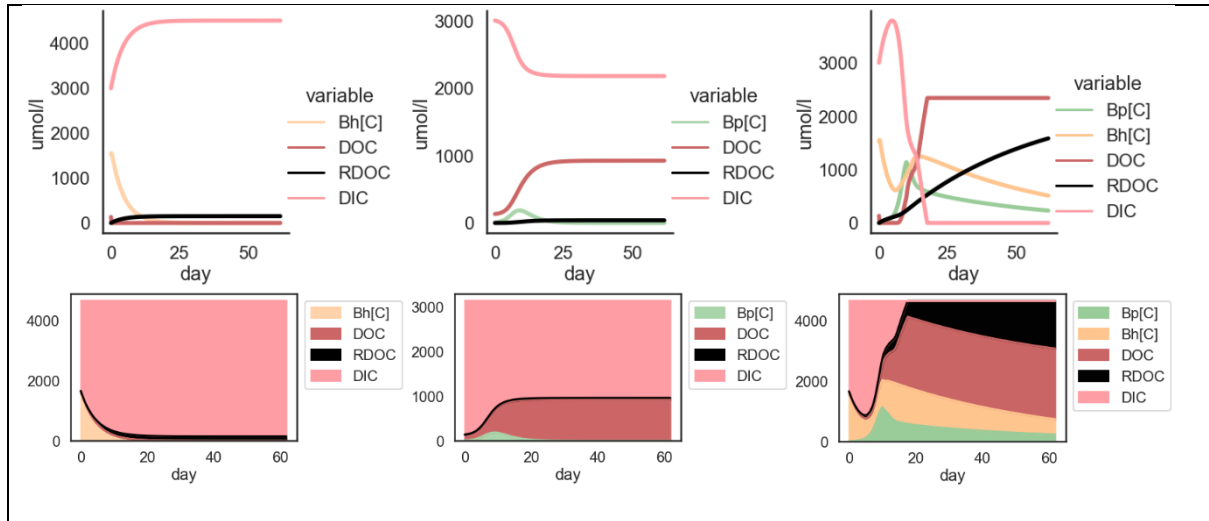 4000
3000
2000
1000
0
umol/l
variable
Bh[C]
DOC
RDOC
DIC
0
25
50
day
3000
2000
1000
0
umol/l
variable
Bp[C]
DOC
RDOC
DIC
0
25
50
day
3000
2000
1000
0
umol/l
variable
Bp[C]
Bh[C]
DOC
RDOC
DIC
0
25
50
day
4000
2000
0
Bh[C]
DOC
RDOC
DIC
0
20
40
60
day
3000
2000
1000
0
Bp[C]
DOC
RDOC
DIC
0
20
40
60
day
4000
2000
0
Bp[C]
Bh[C]
DOC
RDOC
DIC
0
20
40
60
day